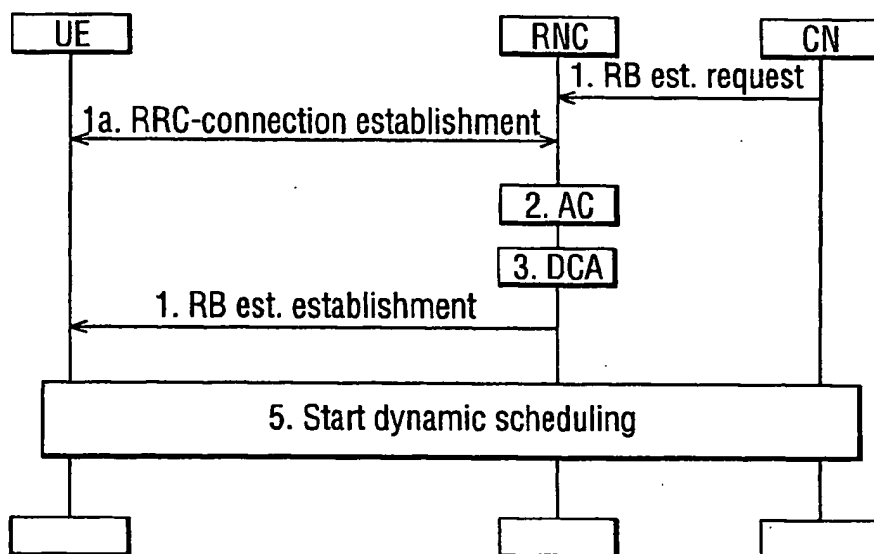 UE
RNC
CN
1. RB est. request
1a. RRC-connection establishment
2. AC
3. DCA
1. RB est. establishment
5. Start dynamic scheduling